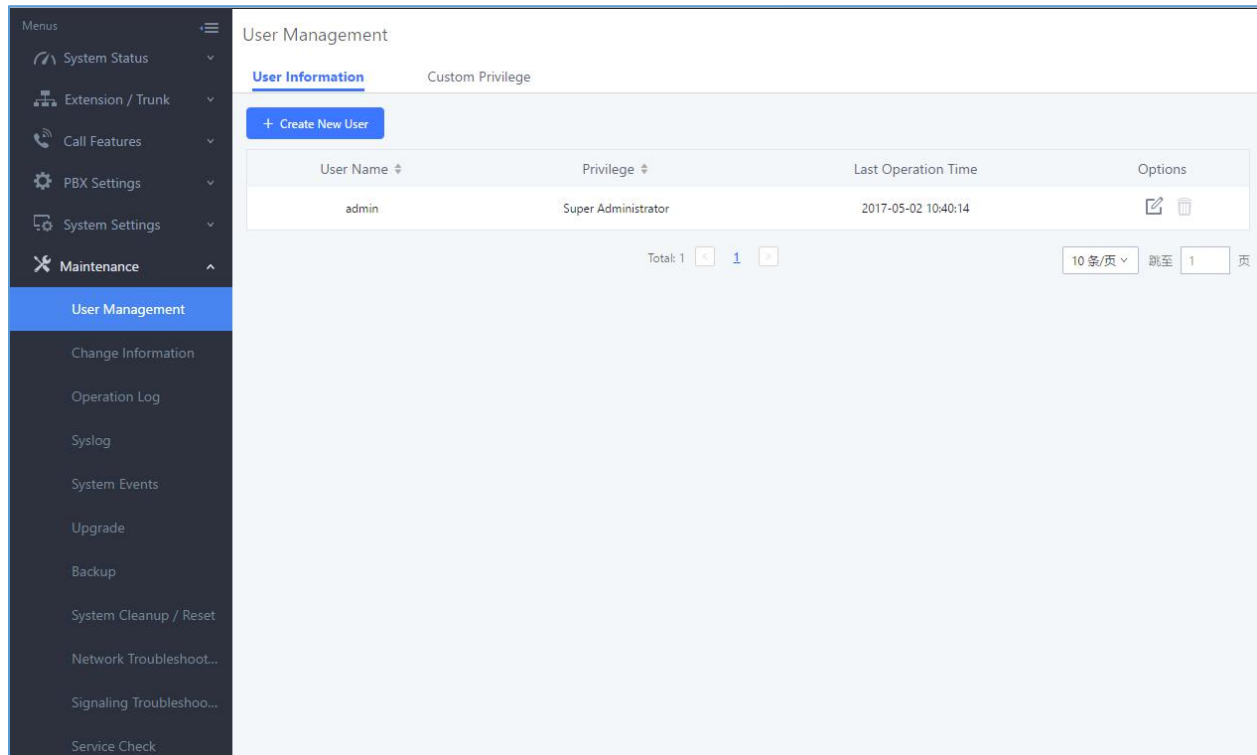 Menus
System Status
Extension / Trunk
Call Features
PBX Settings
System Settings
Maintenance
User Management
Change Information
Operation Log
Syslog
System Events
Upgrade
Backup
System Cleanup / Reset
Network Troubleshoot...
Signaling Troubleshoo...
Service Check
User Management
User Information Custom Privilege
+ Create New User
User Name Privilege Last Operation Time Options
admin Super Administrator 2017-05-02 10:40:14
Total: 1 < 1 > 10 条/页 跳至 1 页